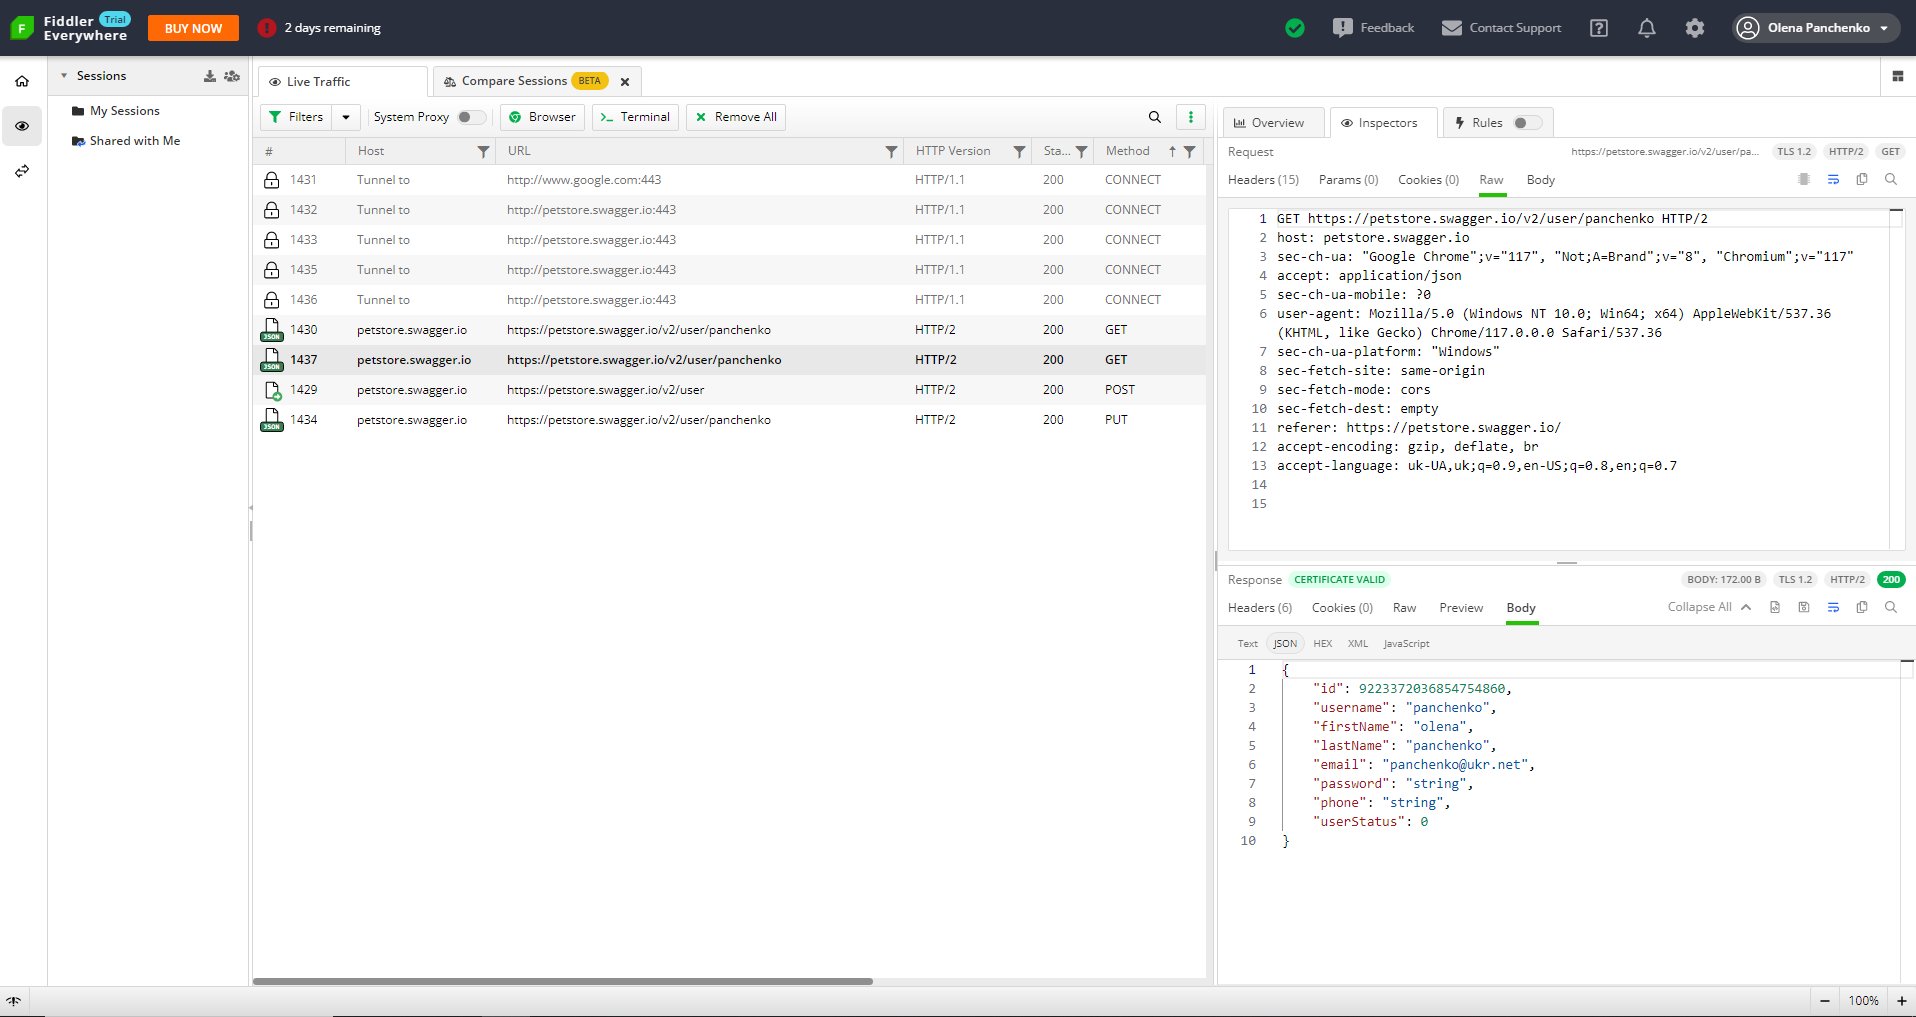 Fiddler Everywhere Trial
BUY NOW
2 days remaining
Feedback
Contact Support
Olena Panchenko
Sessions
My Sessions
Shared with Me
Live Traffic
Compare Sessions BETA
Filters
System Proxy
Browser
Terminal
Remove All
# Host URL HTTP Version Sta... Method
1431 Tunnel to http://www.google.com:443 HTTP/1.1 200 CONNECT
1432 Tunnel to http://petstore.swagger.io:443 HTTP/1.1 200 CONNECT
1433 Tunnel to http://petstore.swagger.io:443 HTTP/1.1 200 CONNECT
1435 Tunnel to http://petstore.swagger.io:443 HTTP/1.1 200 CONNECT
1436 Tunnel to http://petstore.swagger.io:443 HTTP/1.1 200 CONNECT
JSON 1430 petstore.swagger.io https://petstore.swagger.io/v2/user/panchenko HTTP/2 200 GET
JSON 1437 petstore.swagger.io https://petstore.swagger.io/v2/user/panchenko HTTP/2 200 GET
1429 petstore.swagger.io https://petstore.swagger.io/v2/user HTTP/2 200 POST
JSON 1434 petstore.swagger.io https://petstore.swagger.io/v2/user/panchenko HTTP/2 200 PUT
Overview Inspectors Rules
Request https://petstore.swagger.io/v2/user/pa... TLS 1.2 HTTP/2 GET
Headers (15) Params (0) Cookies (0) Raw Body
1 GET https://petstore.swagger.io/v2/user/panchenko HTTP/2
2 host: petstore.swagger.io
3 sec-ch-ua: "Google Chrome";v="117", "Not;A=Brand";v="8", "Chromium";v="117"
4 accept: application/json
5 sec-ch-ua-mobile: ?0
6 user-agent: Mozilla/5.0 (Windows NT 10.0; Win64; x64) AppleWebKit/537.36
(KHTML, like Gecko) Chrome/117.0.0.0 Safari/537.36
7 sec-ch-ua-platform: "Windows"
8 sec-fetch-site: same-origin
9 sec-fetch-mode: cors
10 sec-fetch-dest: empty
11 referer: https://petstore.swagger.io/
12 accept-encoding: gzip, deflate, br
13 accept-language: uk-UA,uk;q=0.9,en-US;q=0.8,en;q=0.7
14
15
Response CERTIFICATE VALID BODY: 172.00 B TLS 1.2 HTTP/2 200
Headers (6) Cookies (0) Raw Preview Body Collapse All
Text JSON HEX XML JavaScript
1 {
2 "id": 9223372036854754860,
3 "username": "panchenko",
4 "firstName": "olena",
5 "lastName": "panchenko",
6 "email": "panchenko@ukr.net",
7 "password": "string",
8 "phone": "string",
9 "userStatus": 0
10 }
100%